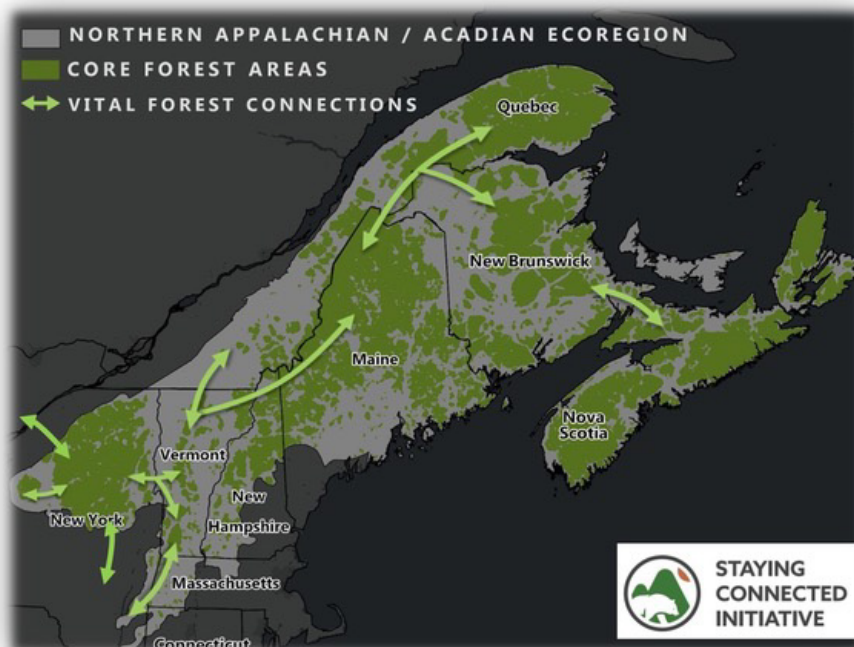 NORTHERN APPALACHIAN / ACADIAN ECOREGION
CORE FOREST AREAS
VITAL FOREST CONNECTIONS
Quebec
New Brunswick
Maine
Nova
Scotia
Vermont
New
Hampshire
New York
Massachusetts
Connecticut
STAYING
CONNECTED
INITIATIVE